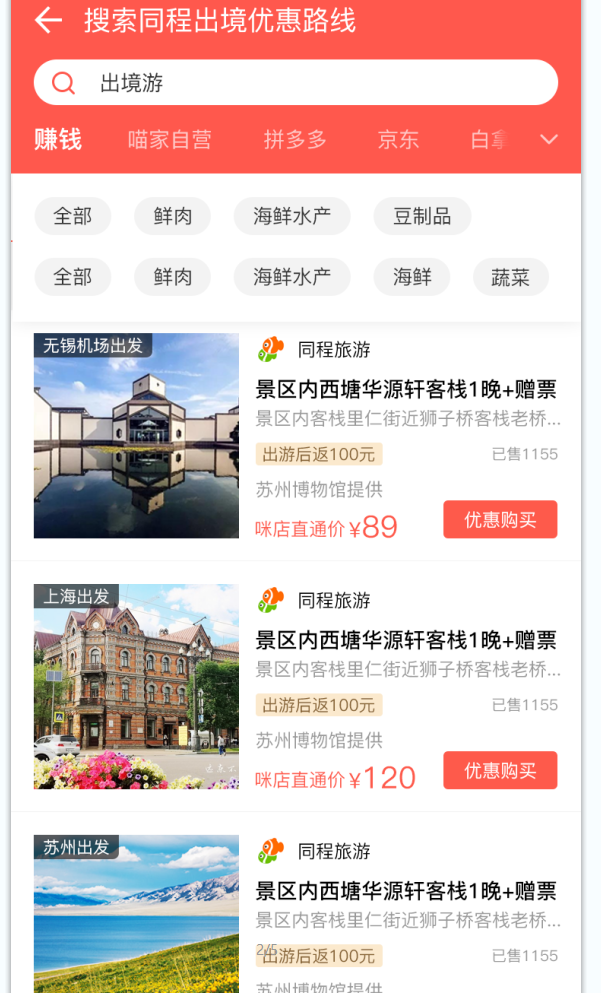 搜索同程出境优惠路线
出境游
赚钱 喵家自营 拼多多 京东 白拿
全部 鲜肉 海鲜水产 豆制品
全部 鲜肉 海鲜水产 海鲜 蔬菜
无锡机场出发
同程旅游
景区内西塘华源轩客栈1晚+赠票
景区内客栈里仁街近狮子桥客栈老桥...
出游后返100元 已售1155
苏州博物馆提供
咪店直通价 ¥89 优惠购买
上海出发
同程旅游
景区内西塘华源轩客栈1晚+赠票
景区内客栈里仁街近狮子桥客栈老桥...
出游后返100元 已售1155
苏州博物馆提供
咪店直通价 ¥120 优惠购买
苏州出发
同程旅游
景区内西塘华源轩客栈1晚+赠票
景区内客栈里仁街近狮子桥客栈老桥...
2/5
出游后返100元 已售1155
苏州博物馆提供